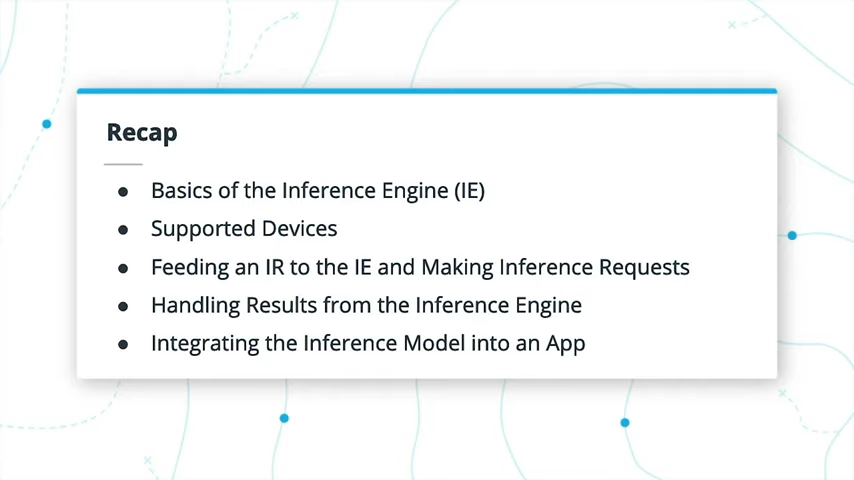 Recap
● Basics of the Inference Engine (IE)
● Supported Devices
● Feeding an IR to the IE and Making Inference Requests
● Handling Results from the Inference Engine
● Integrating the Inference Model into an App